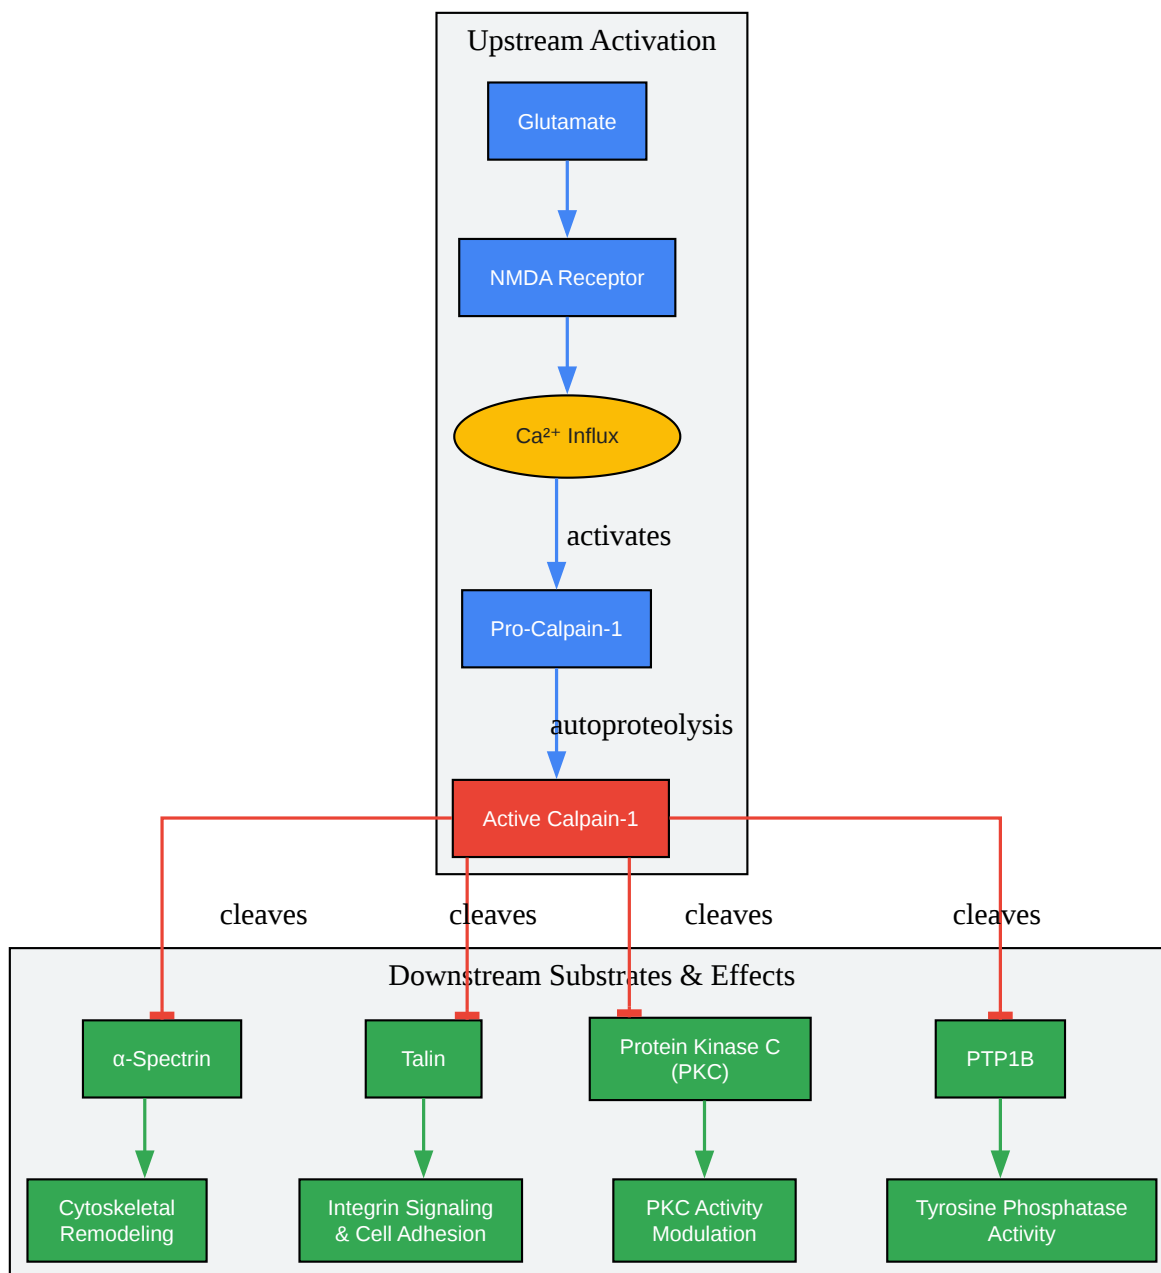 Upstream Activation
Glutamate
NMDA Receptor
Ca²⁺ Influx
activates
Pro-Calpain-1
autoproteolysis
Active Calpain-1
cleaves
cleaves
cleaves
cleaves
Downstream Substrates & Effects
α-Spectrin
Talin
Protein Kinase C
(PKC)
PTP1B
Cytoskeletal
Remodeling
Integrin Signaling
& Cell Adhesion
PKC Activity
Modulation
Tyrosine Phosphatase
Activity